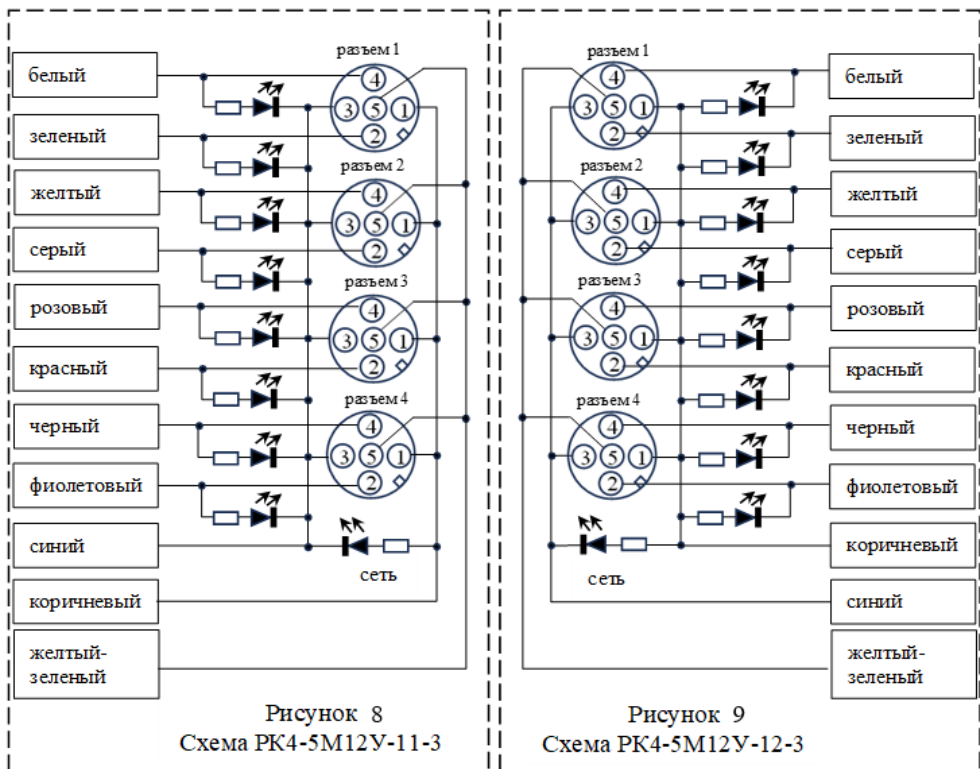 разъем 1
белый
4
3 5 1
зеленый
2
разъем 2
желтый
4
3 5 1
серый
2
разъем 3
розовый
4
3 5 1
красный
2
разъем 4
черный
4
3 5 1
фиолетовый
2
синий
сеть
коричневый
желтый-
зеленый
Рисунок 8
Схема РК4-5М12У-11-3
разъем 1
4
белый
3 5 1
2
зеленый
разъем 2
4
желтый
3 5 1
2
серый
разъем 3
4
розовый
3 5 1
2
красный
разъем 4
4
черный
3 5 1
2
фиолетовый
коричневый
сеть
синий
желтый-
зеленый
Рисунок 9
Схема РК4-5М12У-12-3